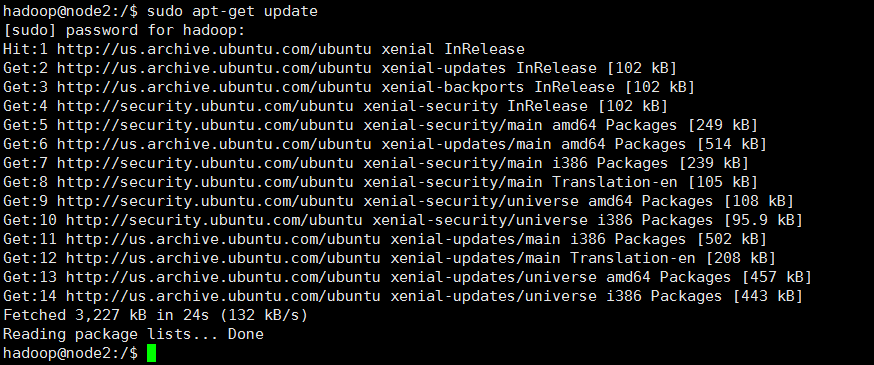 hadoop@node2:/$ sudo apt-get update
[sudo] password for hadoop:
Hit:1 http://us.archive.ubuntu.com/ubuntu xenial InRelease
Get:2 http://us.archive.ubuntu.com/ubuntu xenial-updates InRelease [102 kB]
Get:3 http://us.archive.ubuntu.com/ubuntu xenial-backports InRelease [102 kB]
Get:4 http://security.ubuntu.com/ubuntu xenial-security InRelease [102 kB]
Get:5 http://security.ubuntu.com/ubuntu xenial-security/main amd64 Packages [249 kB]
Get:6 http://us.archive.ubuntu.com/ubuntu xenial-updates/main amd64 Packages [514 kB]
Get:7 http://security.ubuntu.com/ubuntu xenial-security/main i386 Packages [239 kB]
Get:8 http://security.ubuntu.com/ubuntu xenial-security/main Translation-en [105 kB]
Get:9 http://security.ubuntu.com/ubuntu xenial-security/universe amd64 Packages [108 kB]
Get:10 http://security.ubuntu.com/ubuntu xenial-security/universe i386 Packages [95.9 kB]
Get:11 http://us.archive.ubuntu.com/ubuntu xenial-updates/main i386 Packages [502 kB]
Get:12 http://us.archive.ubuntu.com/ubuntu xenial-updates/main Translation-en [208 kB]
Get:13 http://us.archive.ubuntu.com/ubuntu xenial-updates/universe amd64 Packages [457 kB]
Get:14 http://us.archive.ubuntu.com/ubuntu xenial-updates/universe i386 Packages [443 kB]
Fetched 3,227 kB in 24s (132 kB/s)
Reading package lists... Done
hadoop@node2:/$